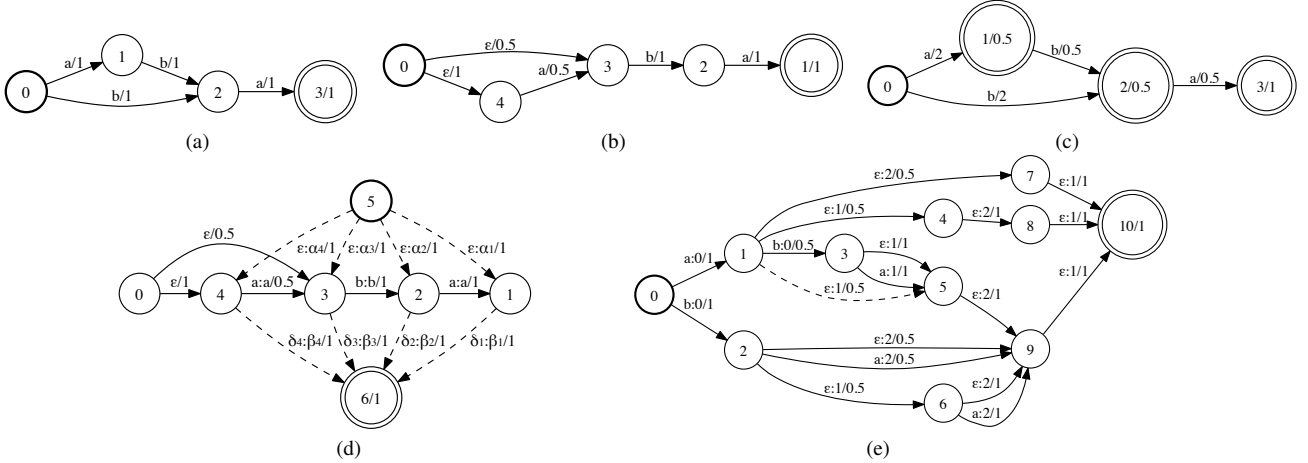 0
a/1
1
b/1
b/1
2
a/1
3/1
(a)
0
ε/0.5
ε/1
4
a/0.5
3
b/1
2
a/1
1/1
(b)
0
a/2
1/0.5
b/0.5
b/2
2/0.5
a/0.5
3/1
(c)
5
ε/0.5
ε:α4/1
ε:α3/1
ε:α2/1
ε:α1/1
0
ε/1
4
a:a/0.5
3
b:b/1
2
a:a/1
1
δ4:β4/1
δ3:β3/1
δ2:β2/1
δ1:β1/1
6/1
(d)
0
a:0/1
b:0/1
1
ε:2/0.5
7
ε:1/1
ε:1/0.5
4
ε:2/1
8
ε:1/1
10/1
b:0/0.5
3
ε:1/1
a:1/1
ε:1/0.5
5
ε:2/1
ε:1/1
2
ε:2/0.5
a:2/0.5
9
ε:1/0.5
6
ε:2/1
a:2/1
(e)